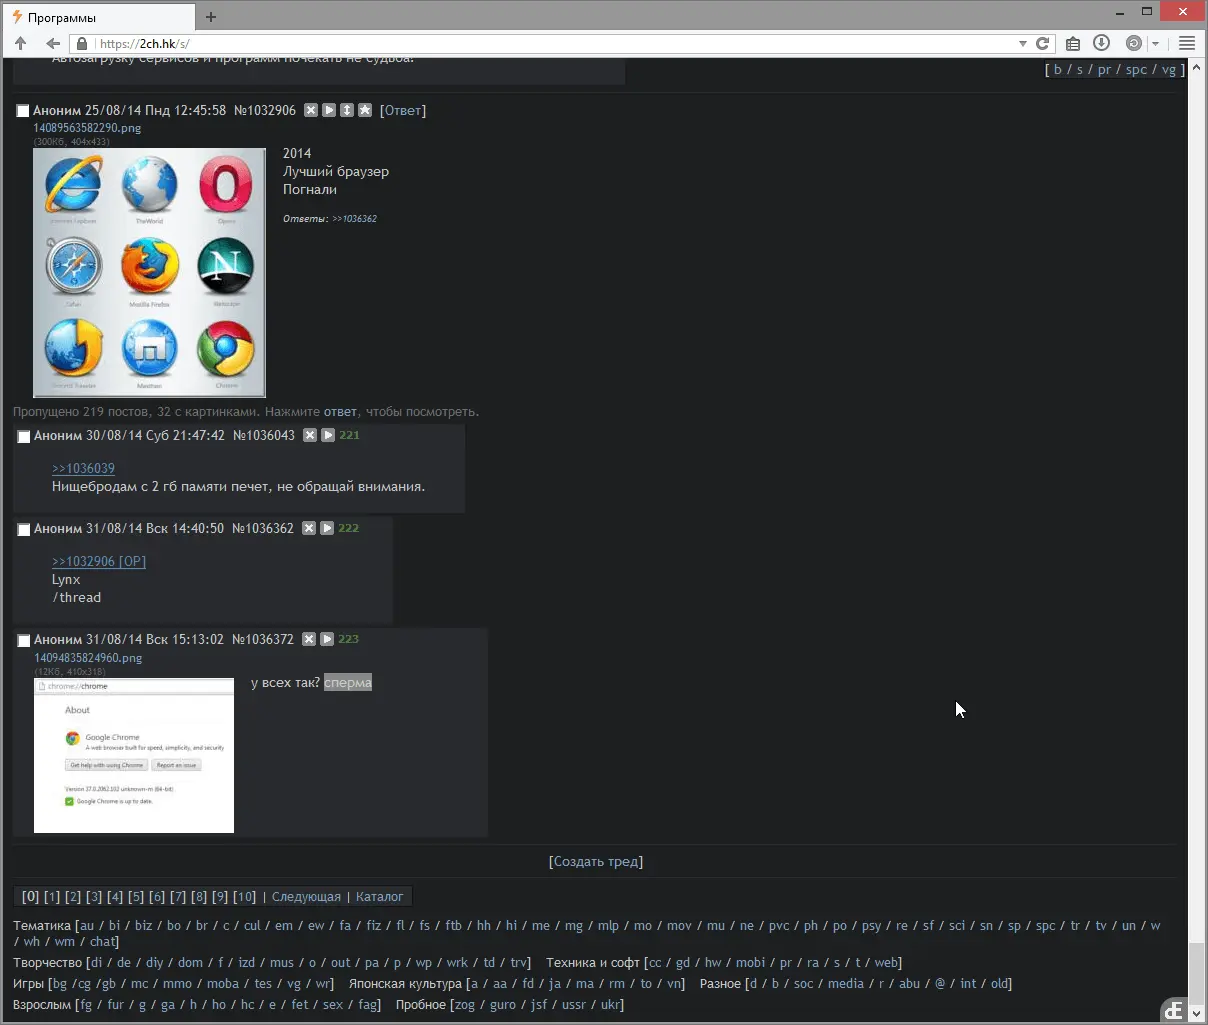 Программы
https://2ch.hk/s/
Автозагрузку сервисов и программ почекать не судьба?
[ b / s / pr / spc / vg ]
Аноним 25/08/14 Пнд 12:45:58 №1032906 [Ответ]
14089563582290.png
(300Кб, 404x433)
2014
Лучший браузер
Погнали
Ответы: >>1036362
Internet Explorer TheWorld Opera
Safari Mozilla Firefox Netscape
Maxthon Chrome
Пропущено 219 постов, 32 с картинками. Нажмите ответ, чтобы посмотреть.
Аноним 30/08/14 Суб 21:47:42 №1036043 221
>>1036039
Нищебродам с 2 гб памяти печет, не обращай внимания.
Аноним 31/08/14 Вск 14:40:50 №1036362 222
>>1032906 [OP]
Lynx
/thread
Аноним 31/08/14 Вск 15:13:02 №1036372 223
14094835824960.png
(12Кб, 410x318)
у всех так? сперма
chrome://chrome
About
Google Chrome
A web browser built for speed, simplicity, and security
Get help with using Chrome Report an issue
Version 37.0.2062.102 unknown-m (64-bit)
Google Chrome is up to date.
[Создать тред]
[0] [1] [2] [3] [4] [5] [6] [7] [8] [9] [10] | Следующая | Каталог
Тематика [au / bi / biz / bo / br / c / cul / em / ew / fa / fiz / fl / fs / ftb / hh / hi / me / mg / mlp / mo / mov / mu / ne / pvc / ph / po / psy / re / sf / sci / sn / sp / spc / tr / tv / un / w
/ wh / wm / chat]
Творчество [di / de / diy / dom / f / izd / mus / o / out / pa / p / wp / wrk / td / trv] Техника и софт [cc / gd / hw / mobi / pr / ra / s / t / web]
Игры [bg /cg /gb / mc / mmo / moba / tes / vg / wr] Японская культура [a / aa / fd / ja / ma / rm / to / vn] Разное [d / b / soc / media / r / abu / @ / int / old]
Взрослым [fg / fur / g / ga / h / ho / hc / e / fet / sex / fag] Пробное [zog / guro / jsf / ussr / ukr]